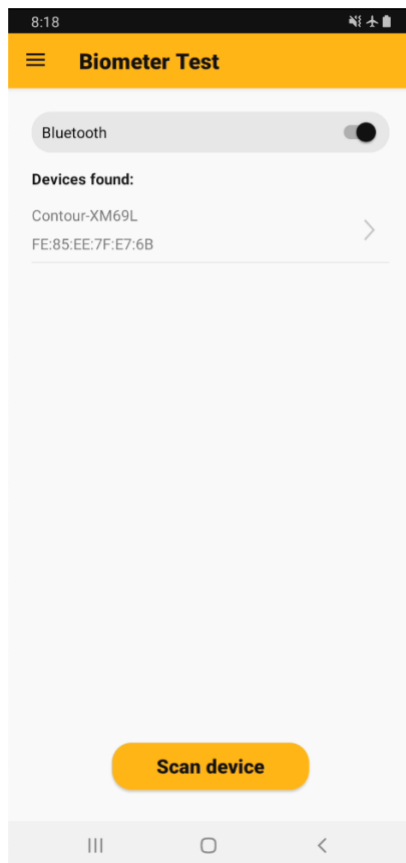 8:18
Biometer Test
Bluetooth
Devices found:
Contour-XM69L
FE:85:EE:7F:E7:6B
Scan device